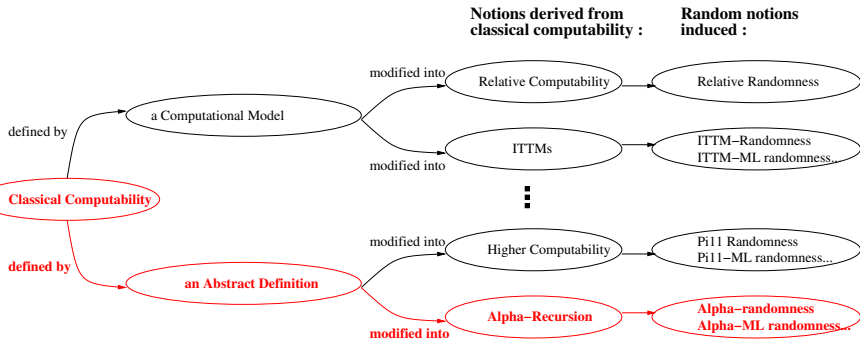 Notions derived from
classical computability :
Random notions
induced :
modified into
Relative Computability
Relative Randomness
defined by
a Computational Model
modified into
ITTMs
ITTM−Randomness
ITTM−ML randomness...
Classical Computability
defined by
an Abstract Definition
modified into
Higher Computability
Pi11 Randomness
Pi11−ML randomness...
modified into
Alpha−Recursion
Alpha−randomness
Alpha−ML randomness...